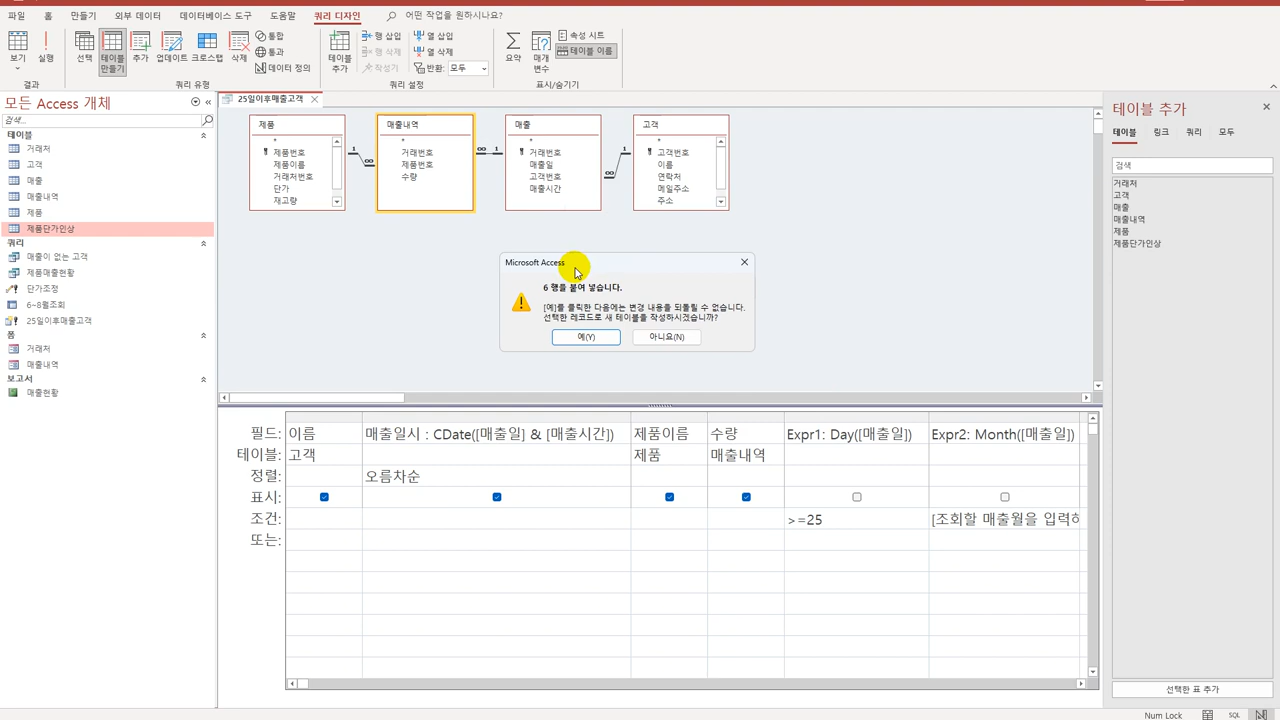 파일 홈 만들기 외부 데이터 데이터베이스 도구 도움말 쿼리 디자인 어떤 작업을 원하시나요?
보기 실행 선택 테이블 만들기 추가 업데이트 크로스탭 삭제 통합 통과 데이터 정의 테이블 추가 행 삽입 행 삭제 작성기 열 삽입 열 삭제 반환: 모두 요약 매개 변수 속성 시트 테이블 이름
결과 쿼리 유형 쿼리 설정 표시/숨기기
모든 Access 개체
검색...
테이블
거래처
고객
매출
매출내역
제품
제품단가인상
쿼리
매출이 없는 고객
제품매출현황
단가조정
6~8월조회
25일이후매출고객
폼
거래처
매출내역
보고서
매출현황
25일이후매출고객
제품
*
제품번호
제품이름
거래처번호
단가
재고량
매출내역
*
거래번호
제품번호
수량
매출
*
거래번호
매출일
고객번호
매출시간
고객
*
고객번호
이름
연락처
메일주소
주소
1 ∞ ∞ 1 ∞ 1
Microsoft Access
6 행을 붙여 넣습니다.
[예]를 클릭한 다음에는 변경 내용을 되돌릴 수 없습니다.
선택한 레코드로 새 테이블을 작성하시겠습니까?
예(Y) 아니요(N)
필드: 이름 매출일시 : CDate([매출일] & [매출시간]) 제품이름 수량 Expr1: Day([매출일]) Expr2: Month([매출일])
테이블: 고객 제품 매출내역
정렬: 오름차순
표시:
조건: >=25 [조회할 매출월을 입력하
또는:
테이블 추가
테이블 링크 쿼리 모두
검색
거래처
고객
매출
매출내역
제품
제품단가인상
선택한 표 추가
Num Lock SQL